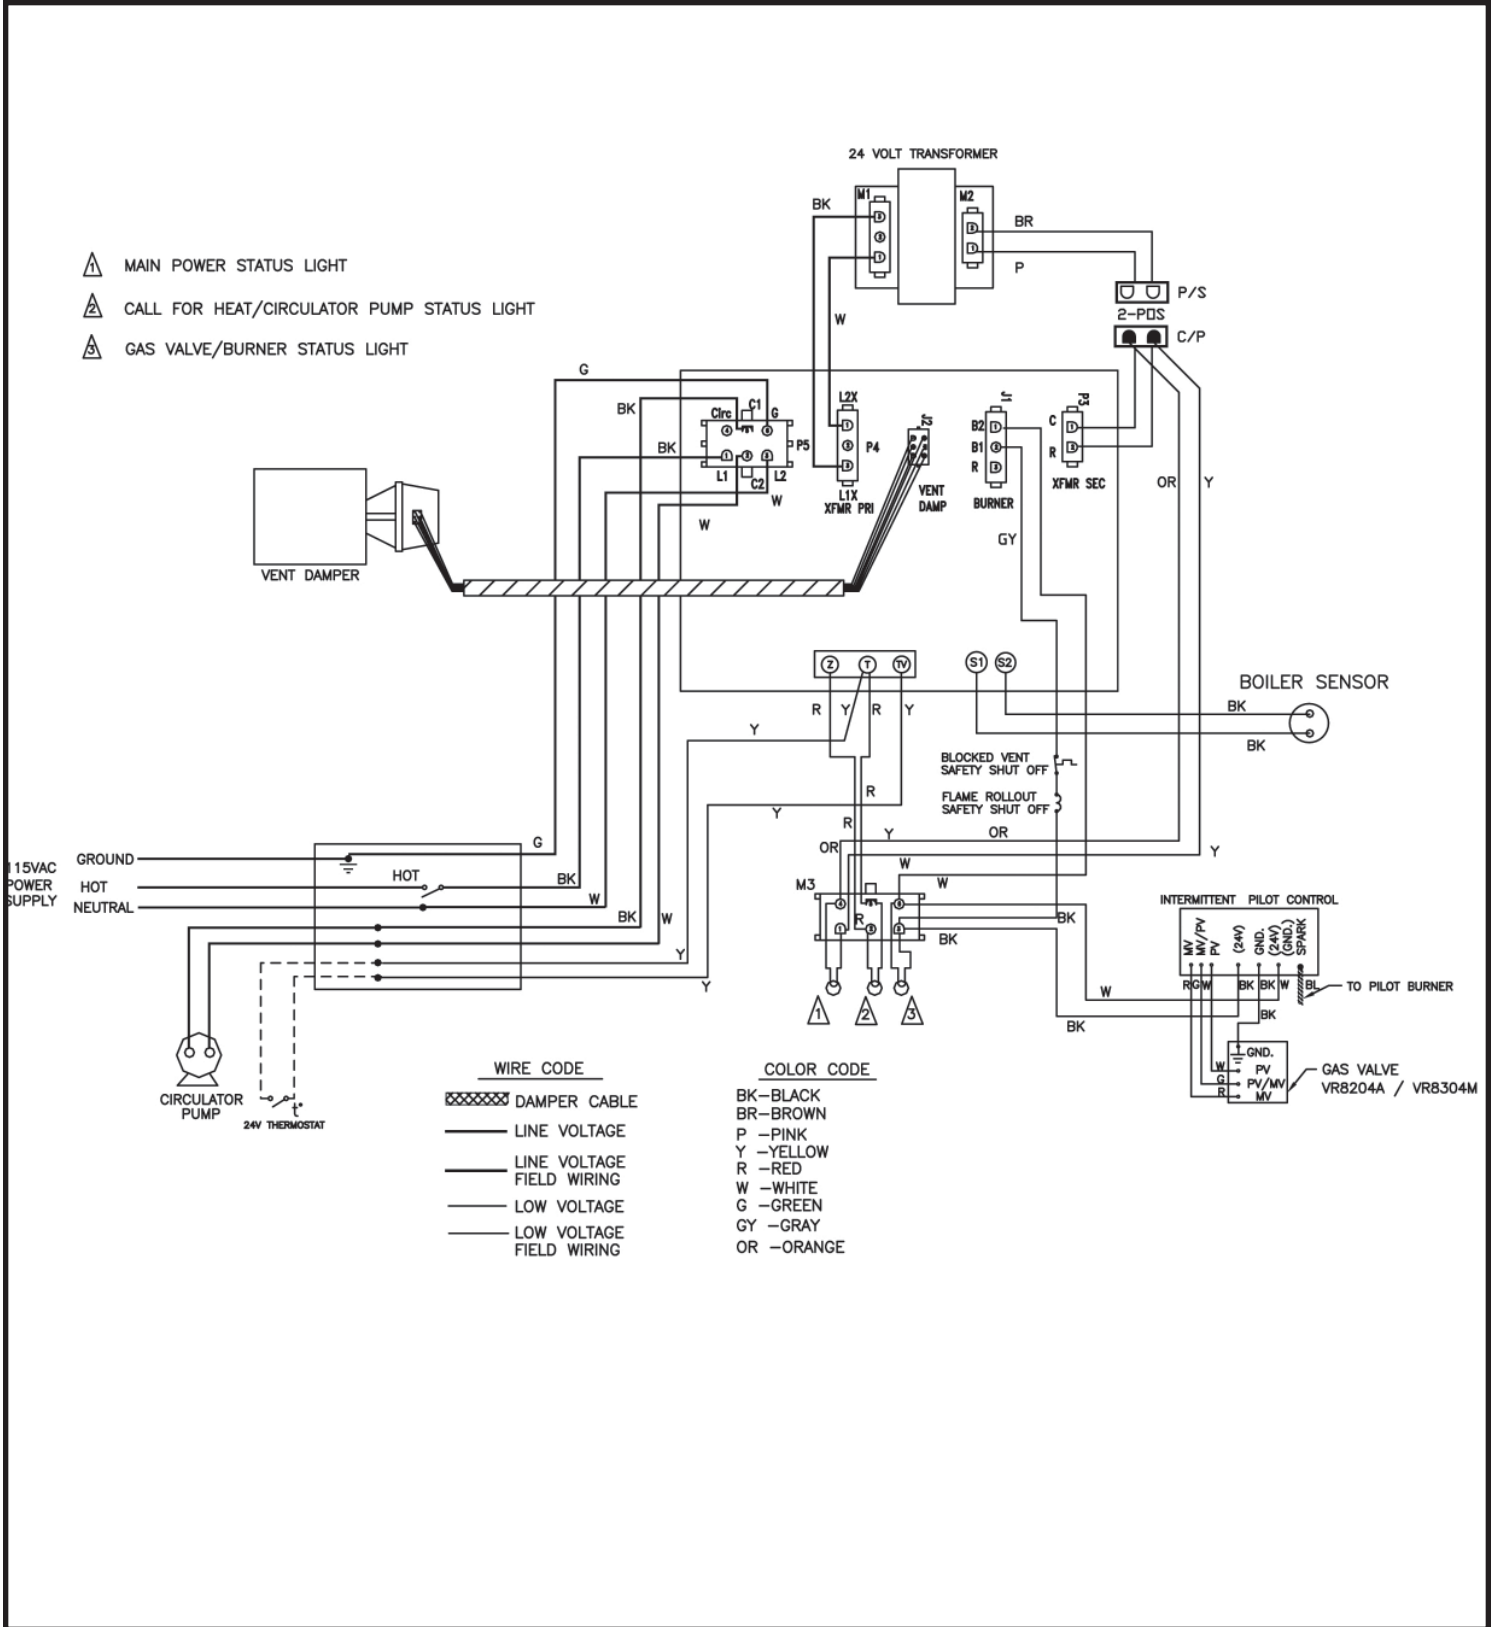 24 VOLT TRANSFORMER
M1
M2
BK
BR
P
W
P/S
2-POS
C/P
1 MAIN POWER STATUS LIGHT
2 CALL FOR HEAT/CIRCULATOR PUMP STATUS LIGHT
3 GAS VALVE/BURNER STATUS LIGHT
G
BK
BK
Circ C1 G
P5
L1 C2 L2
W
W
L2X
P4
L1X
XFMR PRI
J2
VENT
DAMP
J1
B2
B1
R
BURNER
P3
C
R
XFMR SEC
OR
Y
GY
VENT DAMPER
Z T TV
S1 S2
R Y R Y
BOILER SENSOR
BK
BK
Y
Y
BLOCKED VENT
SAFETY SHUT OFF
FLAME ROLLOUT
SAFETY SHUT OFF
R
R
Y
OR
OR
Y
W
W
M3
R
BK
BK
115VAC
POWER
SUPPLY
GROUND
HOT
NEUTRAL
HOT
G
BK
W
BK
W
Y
Y
INTERMITTENT PILOT CONTROL
MV
MV/PV
PV
(24V)
GND.
(24V)
(GND.)
SPARK
R G W BK BK W BL
TO PILOT BURNER
W
BK
BK
1 2 3
GND.
W PV
G PV/MV
R MV
GAS VALVE
VR8204A / VR8304M
CIRCULATOR
PUMP
24V THERMOSTAT
t°
WIRE CODE
DAMPER CABLE
LINE VOLTAGE
LINE VOLTAGE
FIELD WIRING
LOW VOLTAGE
LOW VOLTAGE
FIELD WIRING
COLOR CODE
BK-BLACK
BR-BROWN
P -PINK
Y -YELLOW
R -RED
W -WHITE
G -GREEN
GY -GRAY
OR -ORANGE